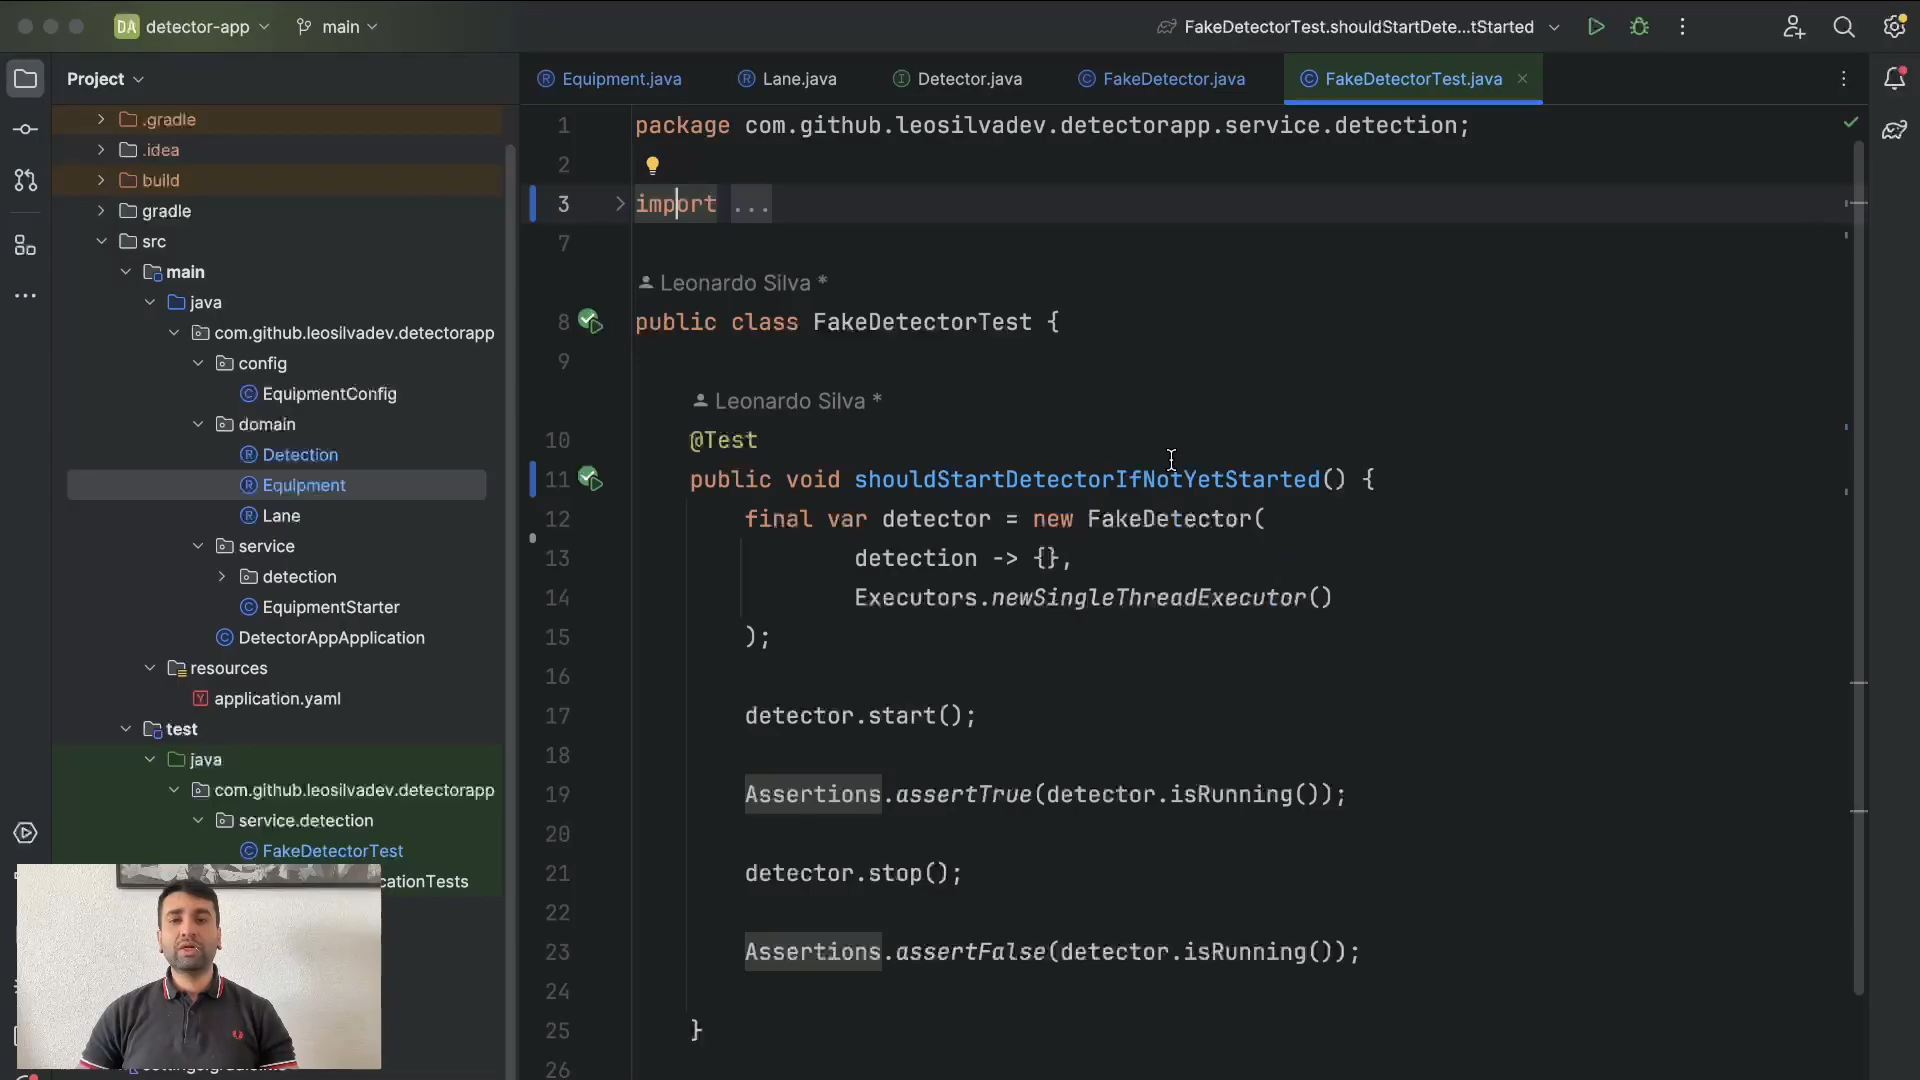 DA detector-app
main
FakeDetectorTest.shouldStartDete...tStarted
Project
Equipment.java
Lane.java
Detector.java
FakeDetector.java
FakeDetectorTest.java
.gradle
.idea
build
gradle
src
main
java
com.github.leosilvadev.detectorapp
config
EquipmentConfig
domain
Detection
Equipment
Lane
service
detection
EquipmentStarter
DetectorAppApplication
resources
application.yaml
test
java
com.github.leosilvadev.detectorapp
service.detection
FakeDetectorTest
cationTests
1 package com.github.leosilvadev.detectorapp.service.detection;
2
3 import ...
7
Leonardo Silva *
8 public class FakeDetectorTest {
9
Leonardo Silva *
10 @Test
11 public void shouldStartDetectorIfNotYetStarted() {
12 final var detector = new FakeDetector(
13 detection -> {},
14 Executors.newSingleThreadExecutor()
15 );
16
17 detector.start();
18
19 Assertions.assertTrue(detector.isRunning());
20
21 detector.stop();
22
23 Assertions.assertFalse(detector.isRunning());
24
25 }
26